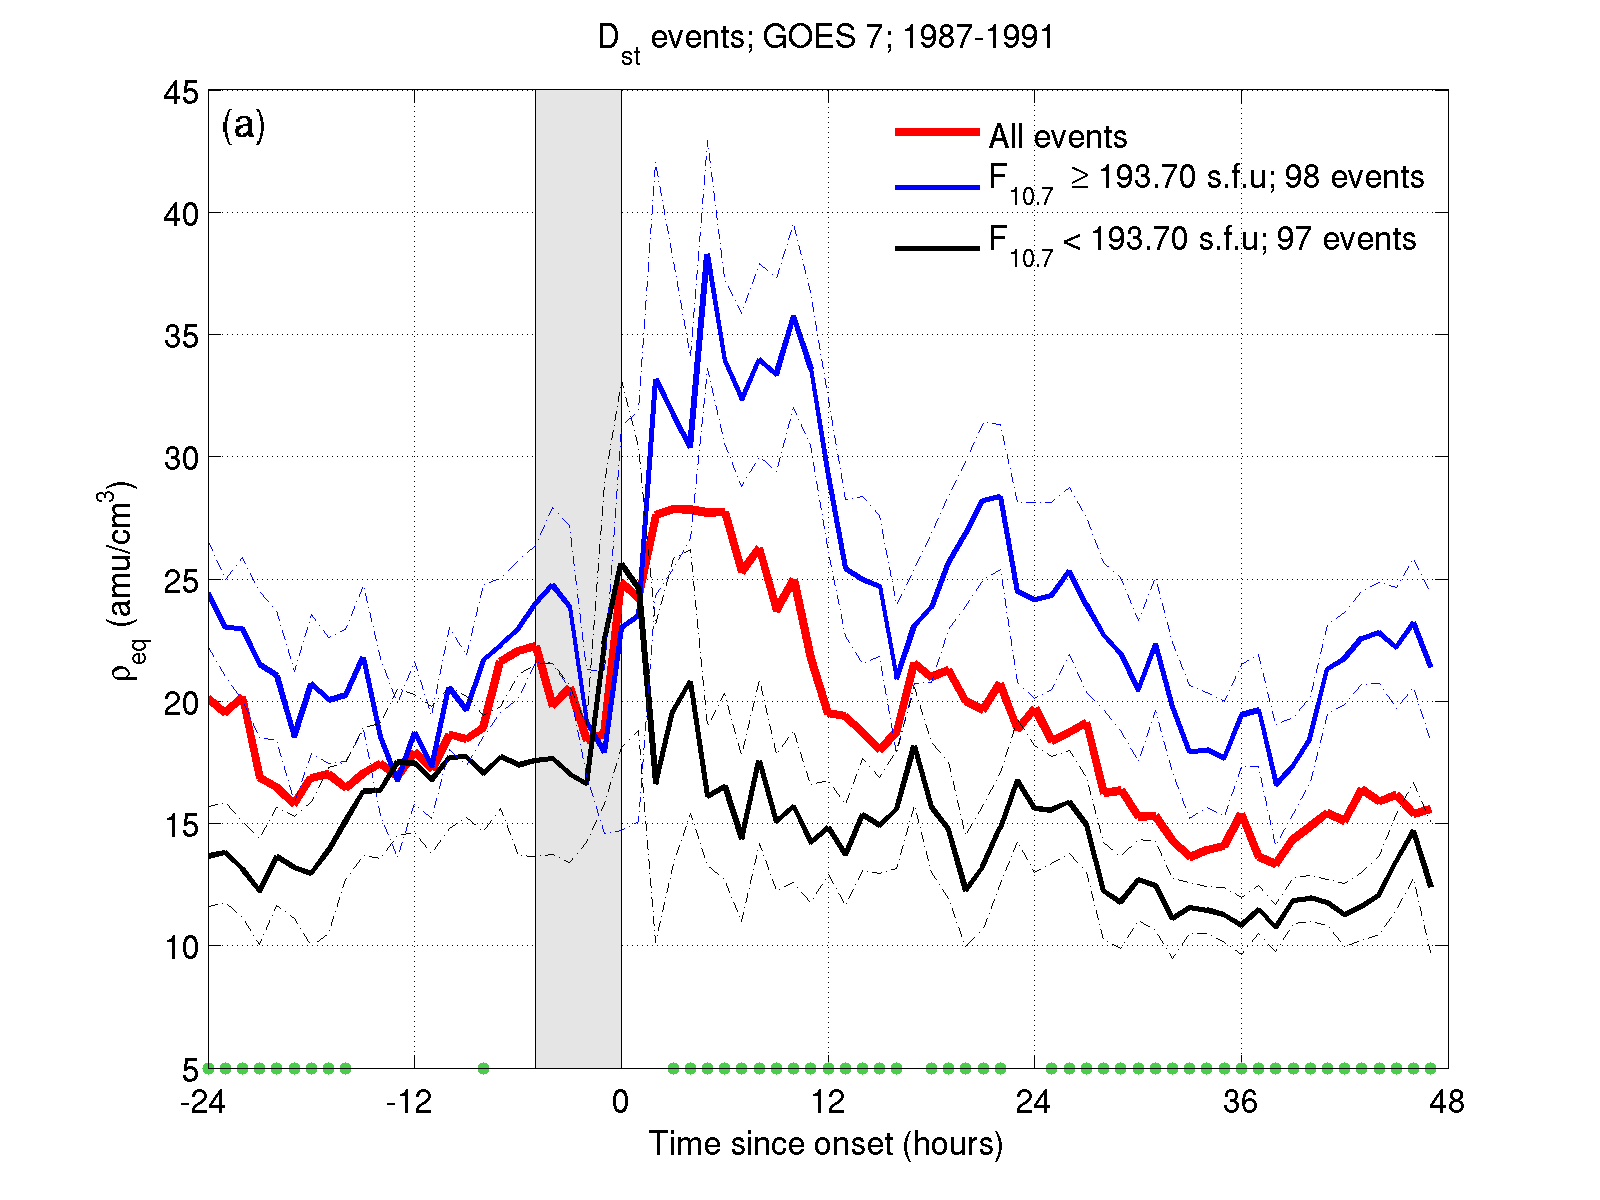 Dst events; GOES 7; 1987-1991
(a)
All events
F10.7 ≥ 193.70 s.f.u; 98 events
F10.7 < 193.70 s.f.u; 97 events
45
40
35
30
25
20
15
10
5
ρeq (amu/cm³)
-24 -12 0 12 24 36 48
Time since onset (hours)